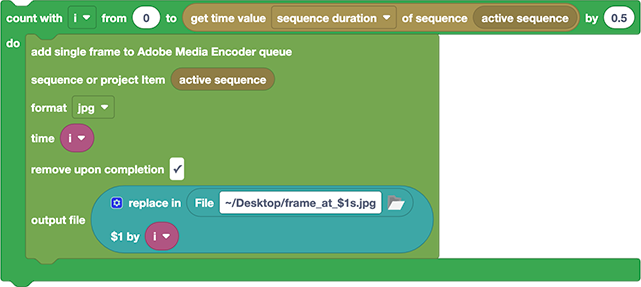 count with i from 0 to get time value sequence duration of sequence active sequence by 0.5
do
add single frame to Adobe Media Encoder queue
sequence or project Item active sequence
format jpg
time i
remove upon completion ✓
output file
replace in File ~/Desktop/frame_at_$1s.jpg
$1 by i